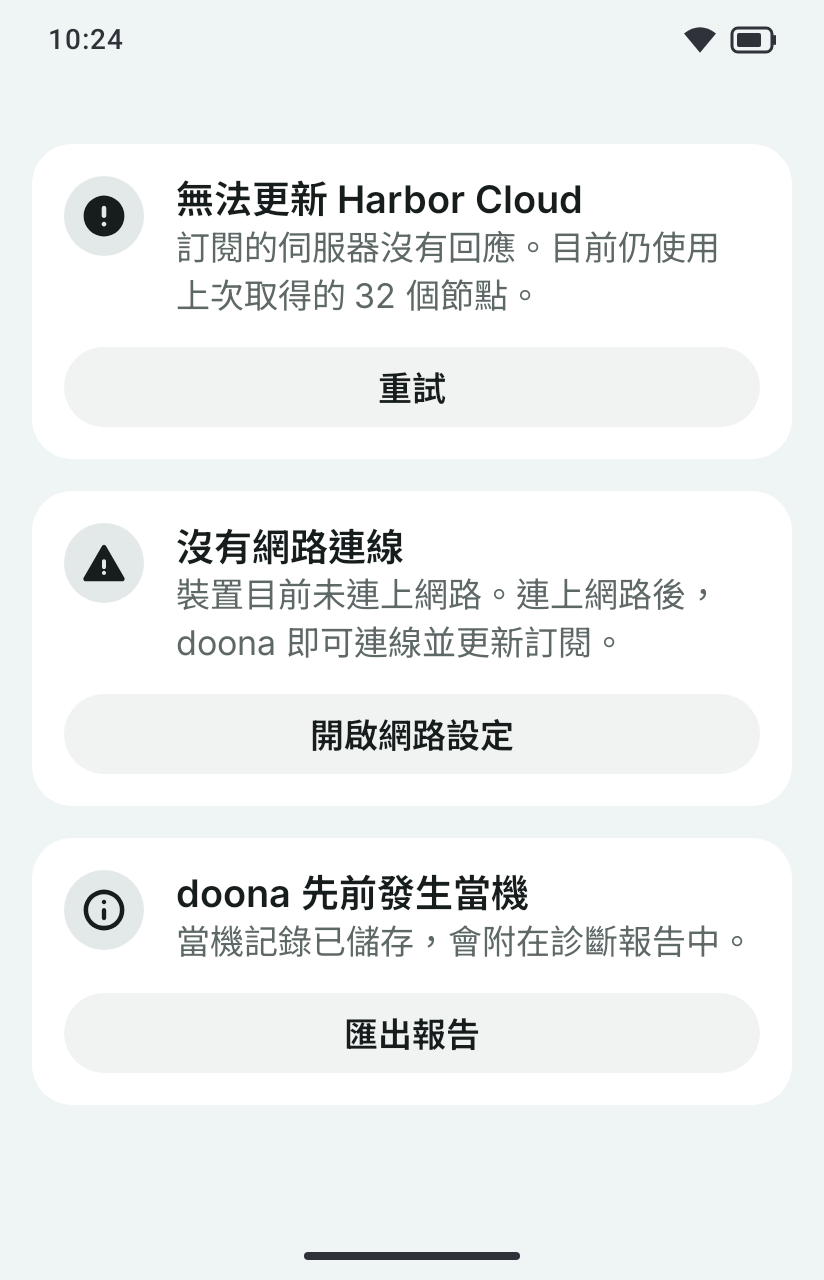 10:24
無法更新 Harbor Cloud
訂閱的伺服器沒有回應。目前仍使用
上次取得的 32 個節點。
重試
沒有網路連線
裝置目前未連上網路。連上網路後，
doona 即可連線並更新訂閱。
開啟網路設定
doona 先前發生當機
當機記錄已儲存，會附在診斷報告中。
匯出報告